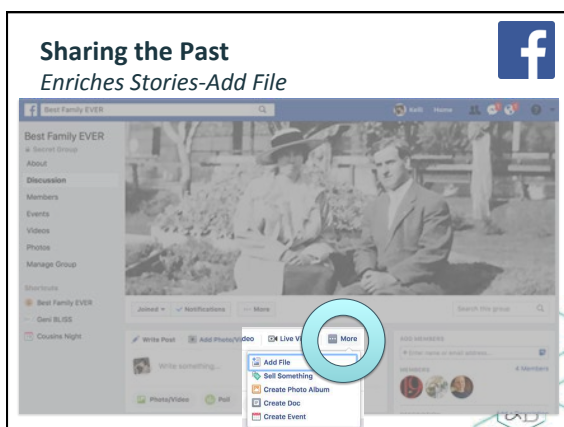 Sharing the Past
Enriches Stories-Add File
Best Family EVER
Kelli Home
Best Family EVER
Secret Group
About
Discussion
Members
Events
Videos
Photos
Manage Group
Shortcuts
Best Family EVER
Geni BLISS
Cousins Night
Joined Notifications More
Search this group
Write Post Add Photo/Video Live V More
Write something...
Photo/Video Poll
Add File
Sell Something
Create Photo Album
Create Doc
Create Event
ADD MEMBERS
+ Enter name or email address...
MEMBERS 4 Members